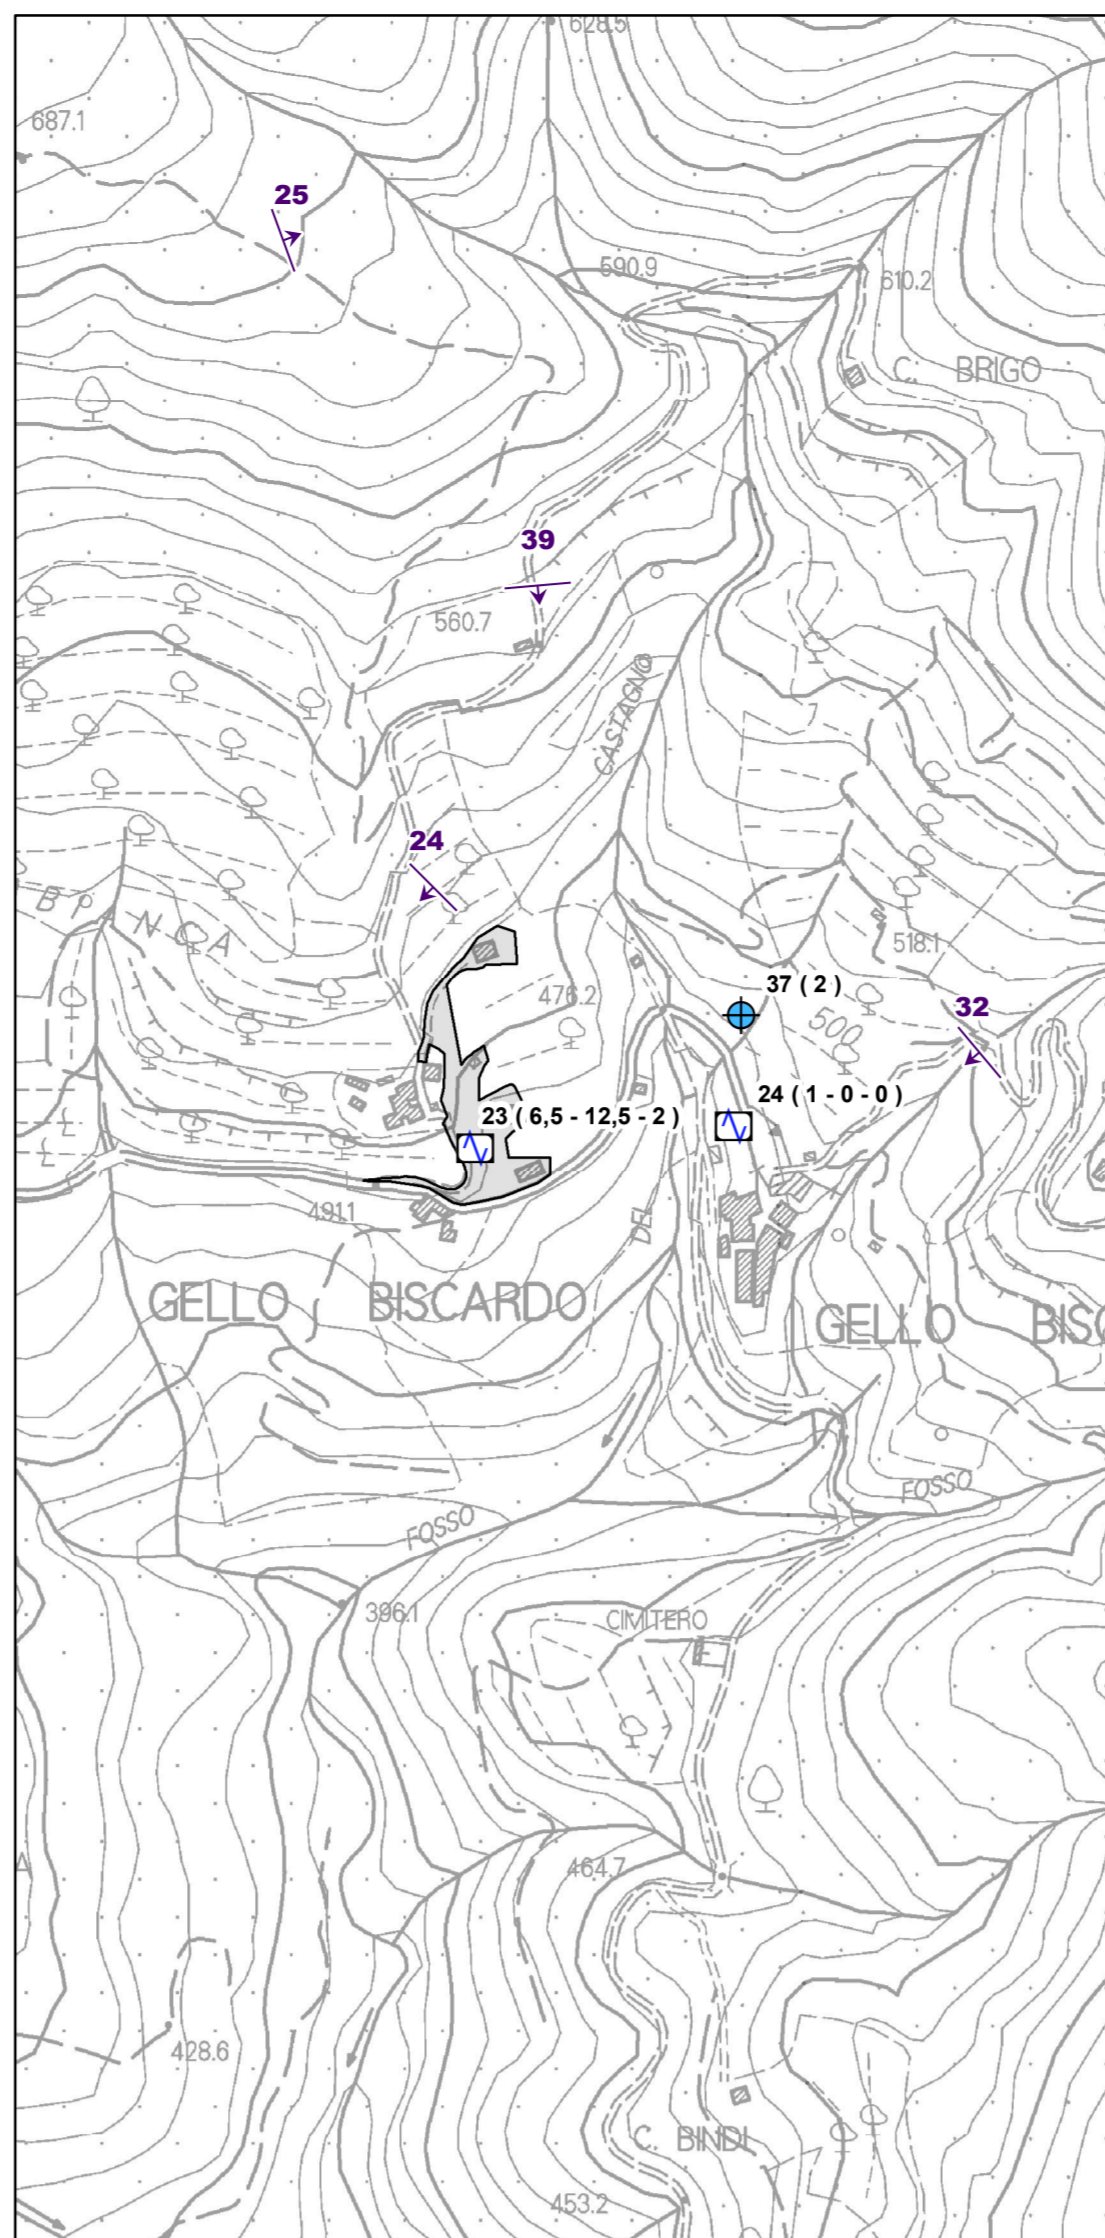 628.5
687.1
25
590.9
610.2
C. BRIGO
39
560.7
CASTAGNO
24
BIANCA
518.1
37 ( 2 )
476.2
500
32
24 ( 1 - 0 - 0 )
23 ( 6,5 - 12,5 - 2 )
491.1
DEL
GELLO BISCARDO
GELLO BISC
FOSSO
FOSSO
396.1
CIMITERO
464.7
428.6
C. BINDI
453.2